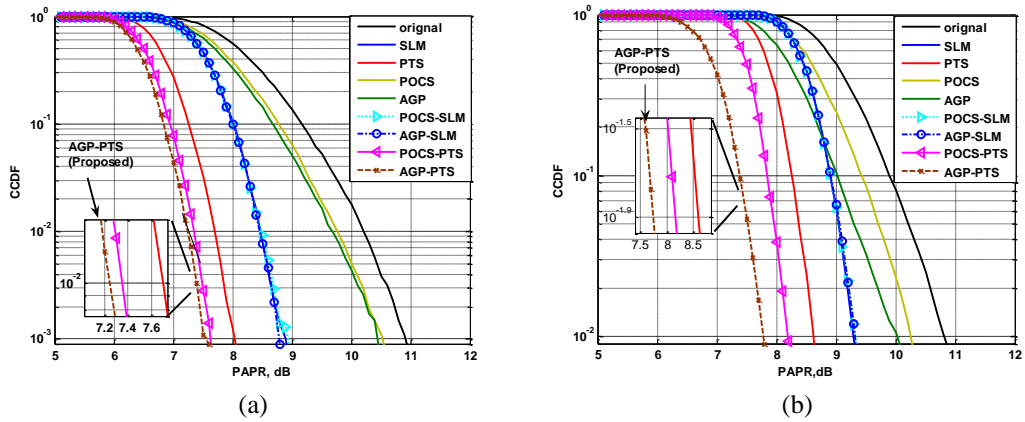 10^0
10^-1
10^-2
10^-3
CCDF
5 6 7 8 9 10 11 12
PAPR, dB
AGP-PTS
(Proposed)
10^-2
7.2 7.4 7.6
orignal
SLM
PTS
POCS
AGP
POCS-SLM
AGP-SLM
POCS-PTS
AGP-PTS
(a)
10^0
10^-1
10^-2
CCDF
5 6 7 8 9 10 11 12
PAPR,dB
AGP-PTS
(Proposed)
10^-1.5
10^-1.9
7.5 8 8.5
orignal
SLM
PTS
POCS
AGP
POCS-SLM
AGP-SLM
POCS-PTS
AGP-PTS
(b)